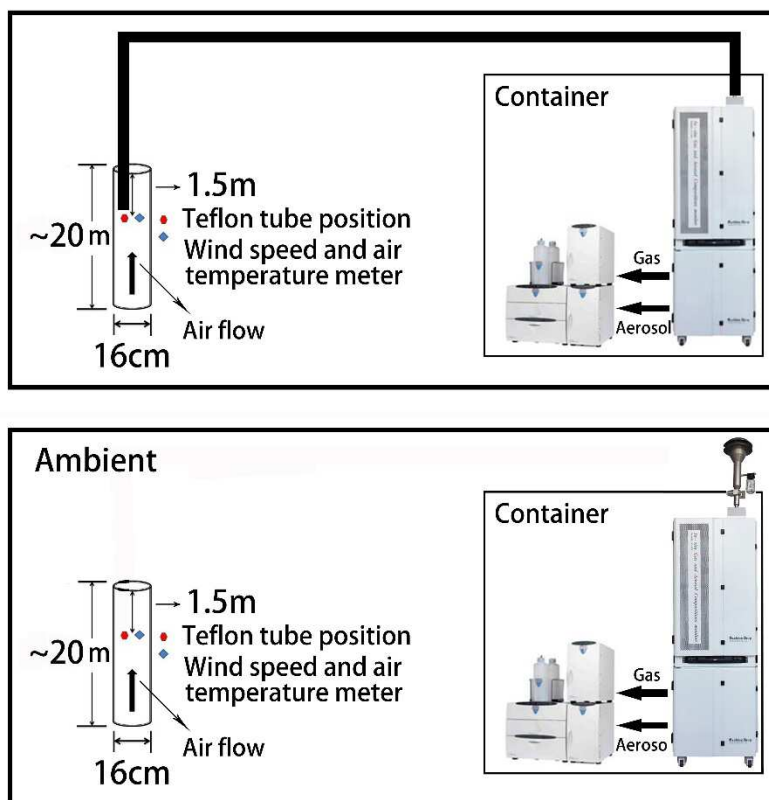 Container
1.5m
~20 m
Teflon tube position
Wind speed and air
temperature meter
Air flow
16cm
Gas
Aerosol
Ambient
Container
1.5m
~20 m
Teflon tube position
Wind speed and air
temperature meter
Air flow
16cm
Gas
Aeroso